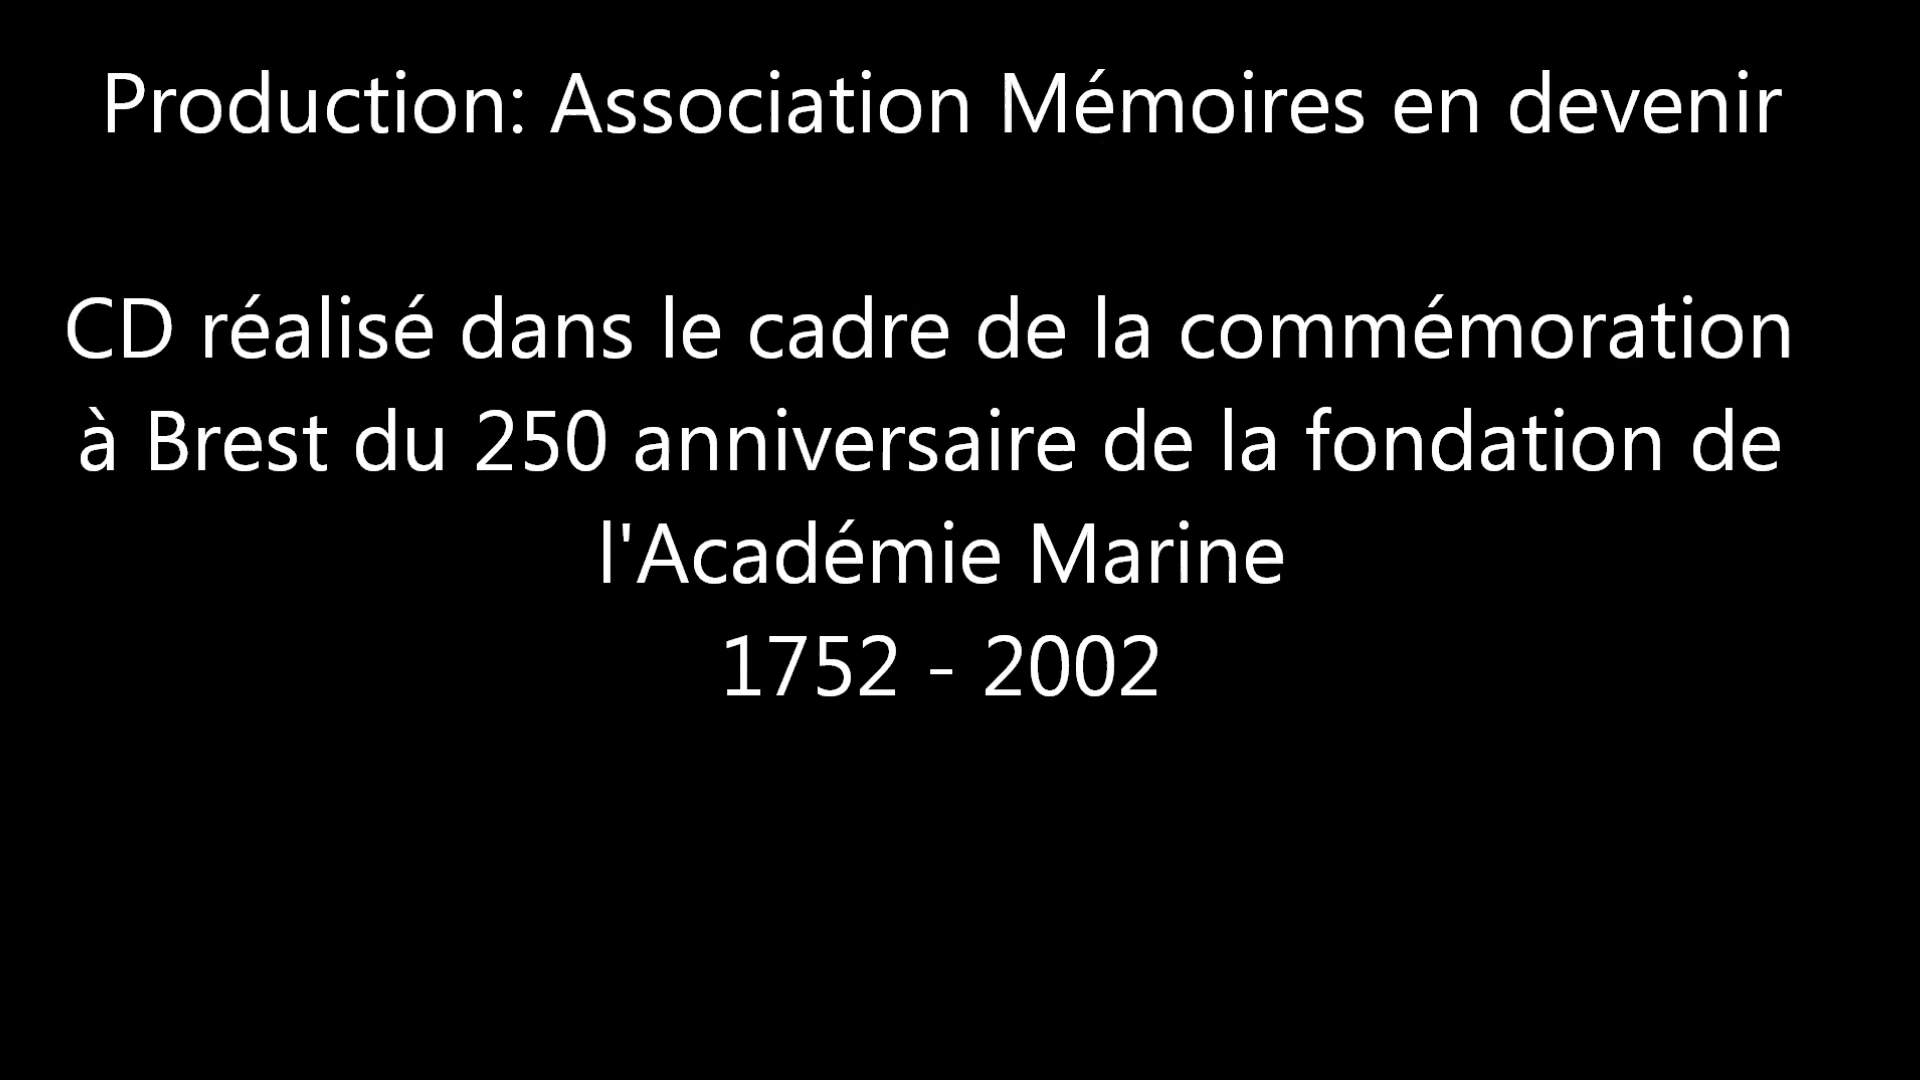 Production: Association Mémoires en devenir
CD réalisé dans le cadre de la commémoration
à Brest du 250 anniversaire de la fondation de
l'Académie Marine
1752 - 2002